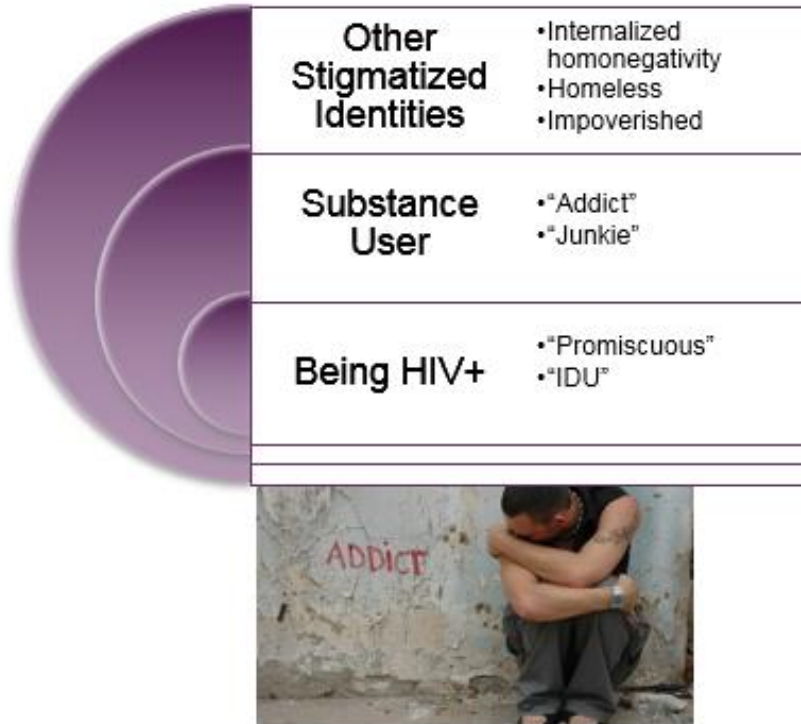 Other
Stigmatized
Identities
•Internalized
homonegativity
•Homeless
•Impoverished
Substance
User
•“Addict”
•“Junkie”
Being HIV+
•“Promiscuous”
•“IDU”
ADDiCT